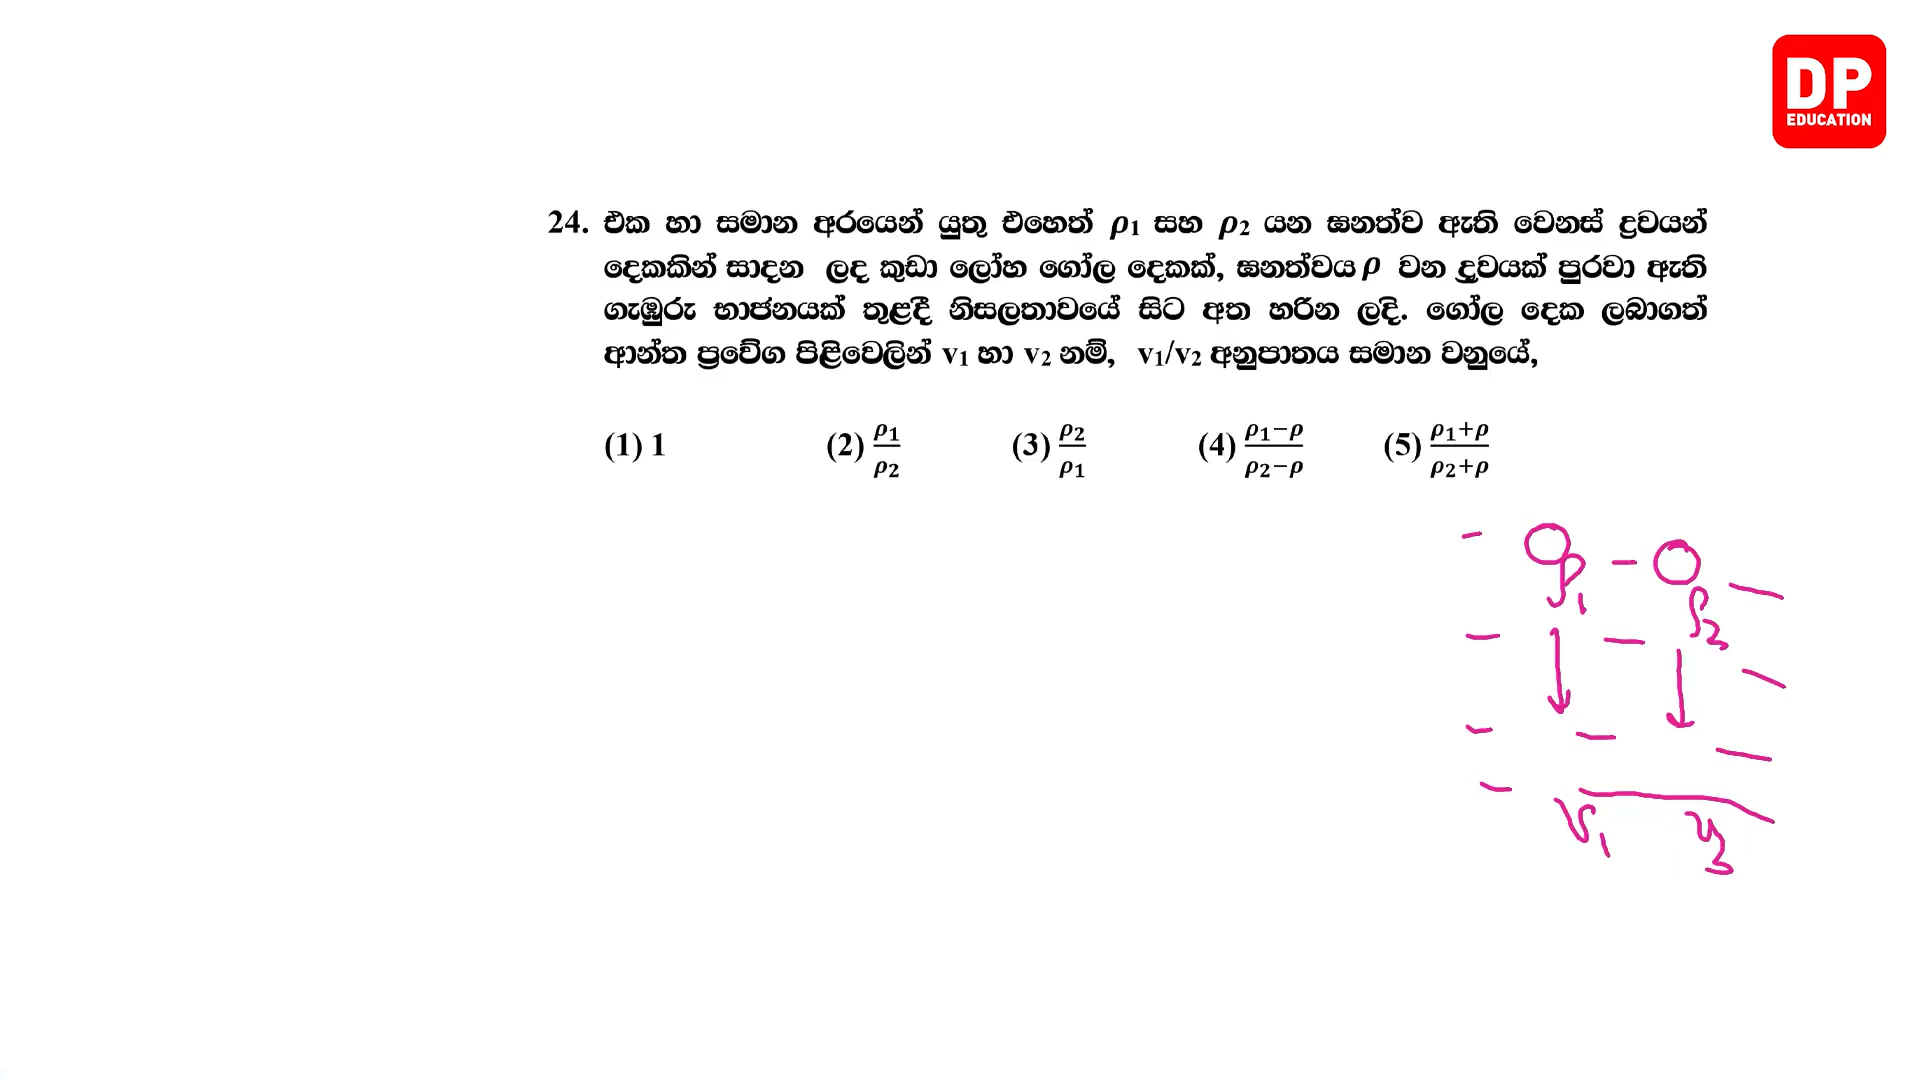 DP
EDUCATION
24. එක හා සමාන අරයෙන් යුතු එහෙත් ρ₁ සහ ρ₂ යන ඝනත්ව ඇති වෙනස් ද්‍රවයන්
දෙකකින් සාදන ලද කුඩා ලෝහ ගෝල දෙකක්, ඝනත්වය ρ වන ද්‍රවයක් පුරවා ඇති
ගැඹුරු භාජනයක් තුළදී නිසලතාවයේ සිට අත හරින ලදි. ගෝල දෙක ලබාගත්
ආන්ත ප්‍රවේග පිළිවෙලින් v₁ හා v₂ නම්, v₁/v₂ අනුපාතය සමාන වනුයේ,
(1) 1 (2) ρ₁/ρ₂ (3) ρ₂/ρ₁ (4) ρ₁−ρ/ρ₂−ρ (5) ρ₁+ρ/ρ₂+ρ
ρ₁ ρ₂
v₁ v₂